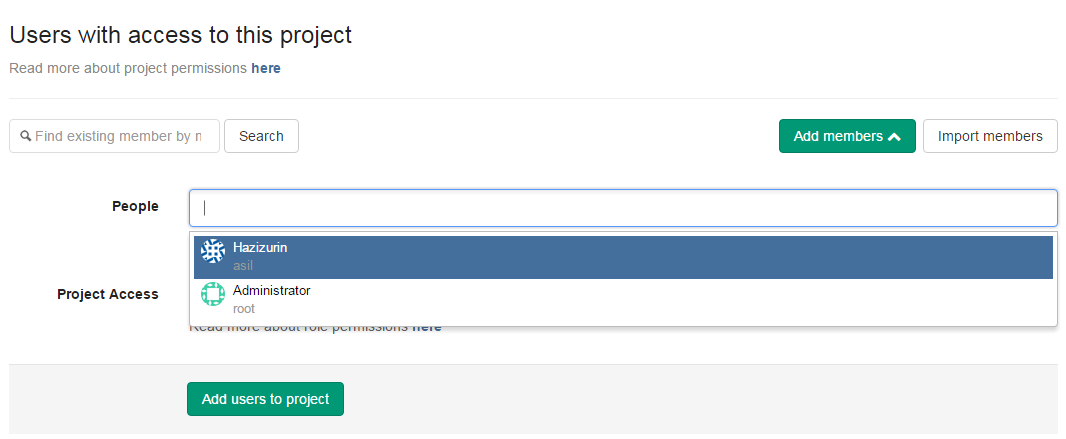 Users with access to this project
Read more about project permissions here
Find existing member by n
Search
Add members
Import members
People
Hazizurin
asil
Administrator
root
Project Access
Read more about role permissions here
Add users to project